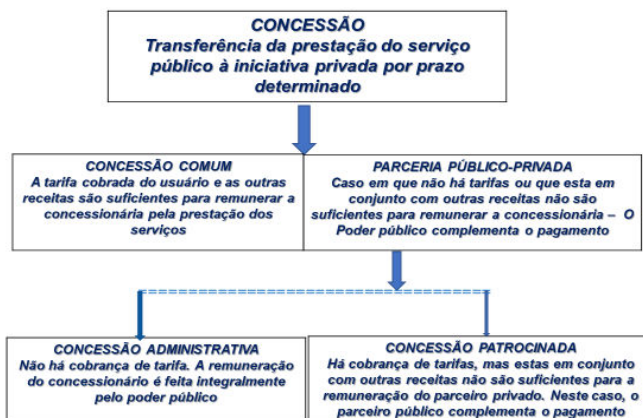 CONCESSÃO
Transferência da prestação do serviço
público à iniciativa privada por prazo
determinado
CONCESSÃO COMUM
A tarifa cobrada do usuário e as outras
receitas são suficientes para remunerar a
concessionária pela prestação dos
serviços
PARCERIA PÚBLICO-PRIVADA
Caso em que não há tarifas ou que esta em
conjunto com outras receitas não são
suficientes para remunerar a concessionária – O
Poder público complementa o pagamento
CONCESSÃO ADMINISTRATIVA
Não há cobrança de tarifa. A remuneração
do concessionário é feita integralmente
pelo poder público
CONCESSÃO PATROCINADA
Há cobrança de tarifas, mas estas em conjunto
com outras receitas não são suficientes para a
remuneração do parceiro privado. Neste caso, o
parceiro público complementa o pagamento